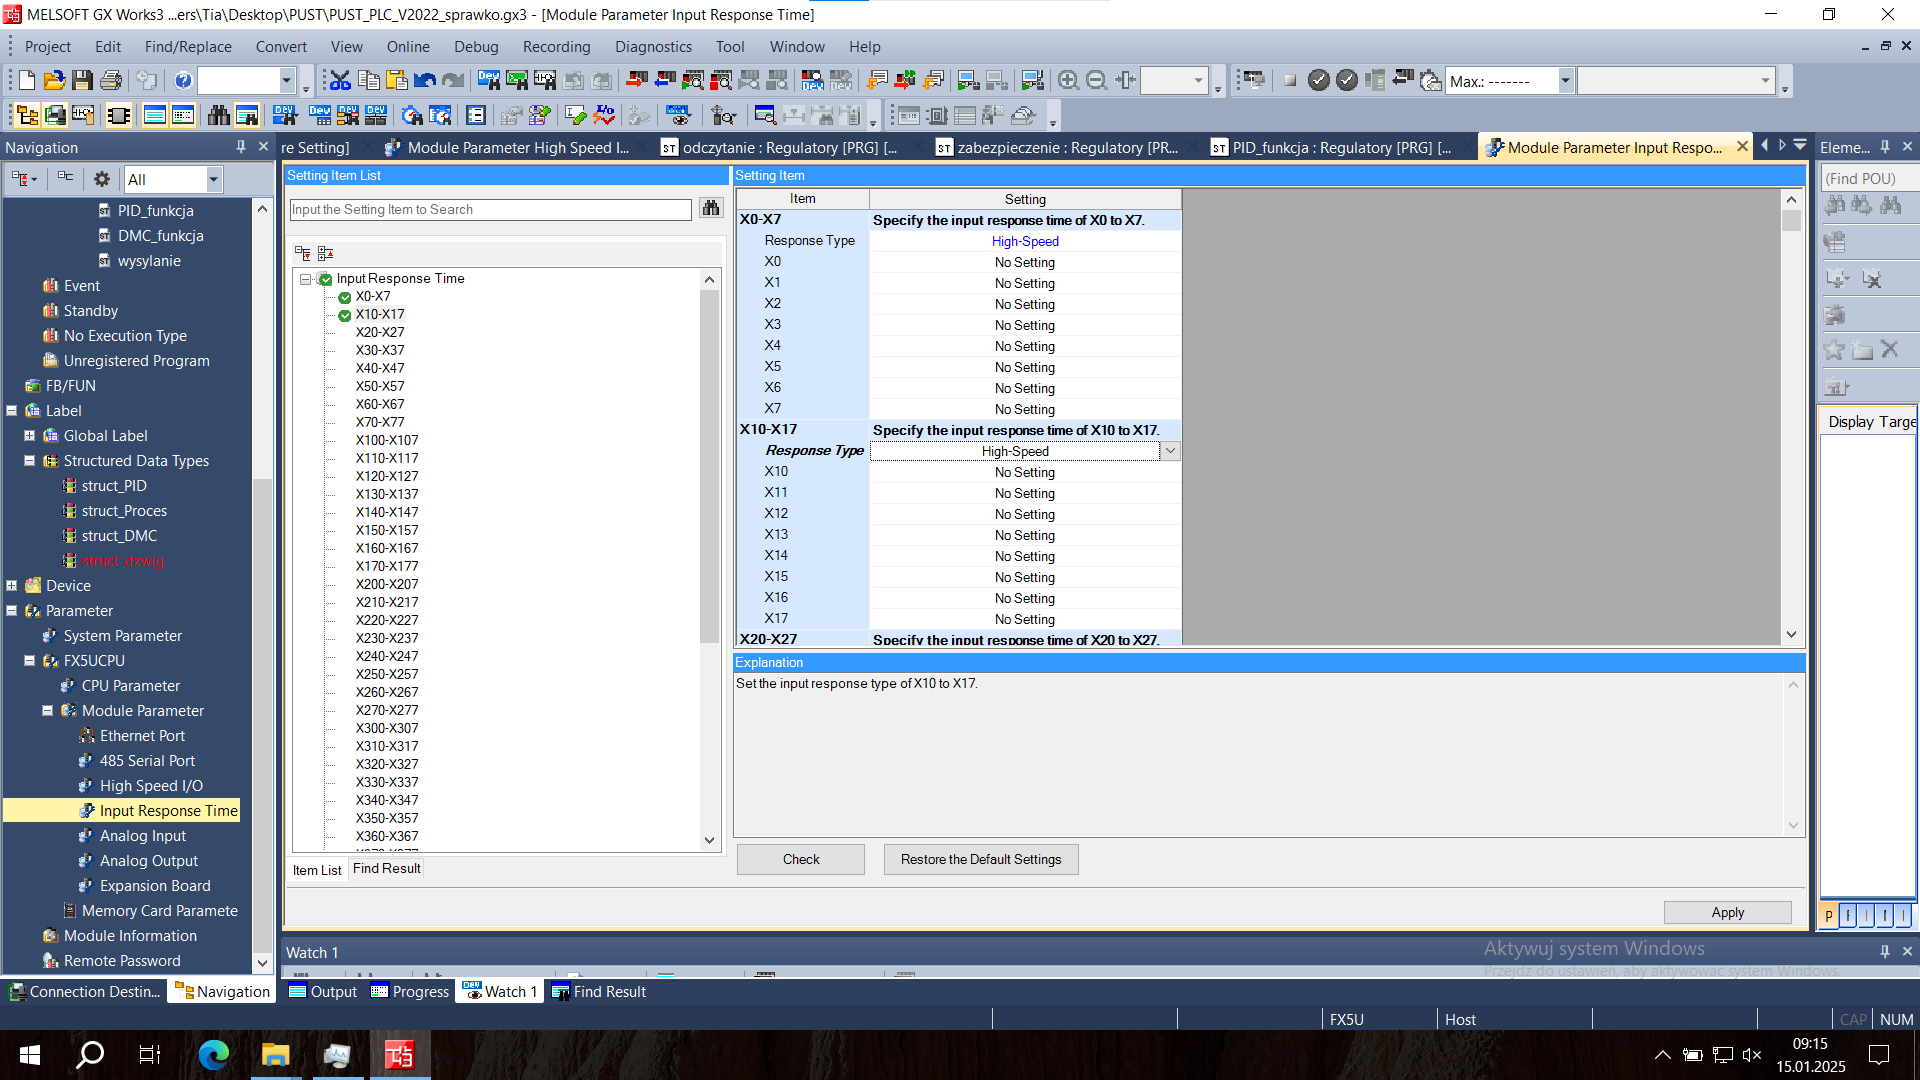 MELSOFT GX Works3 ...ers\Tia\Desktop\PUST\PUST_PLC_V2022_sprawko.gx3 - [Module Parameter Input Response Time]
Project Edit Find/Replace Convert View Online Debug Recording Diagnostics Tool Window Help
Max.: -------
Navigation
re Setting]
Module Parameter High Speed I...
ST odczytanie : Regulatory [PRG] [...
ST zabezpieczenie : Regulatory [PR...
ST PID_funkcja : Regulatory [PRG] [...
Module Parameter Input Respo...
Eleme...
All
PID_funkcja
DMC_funkcja
wysylanie
Event
Standby
No Execution Type
Unregistered Program
FB/FUN
Label
Global Label
Structured Data Types
struct_PID
struct_Proces
struct_DMC
struct_dzwig
Device
Parameter
System Parameter
FX5UCPU
CPU Parameter
Module Parameter
Ethernet Port
485 Serial Port
High Speed I/O
Input Response Time
Analog Input
Analog Output
Expansion Board
Memory Card Paramete
Module Information
Remote Password
Setting Item List
Input the Setting Item to Search
Input Response Time
X0-X7
X10-X17
X20-X27
X30-X37
X40-X47
X50-X57
X60-X67
X70-X77
X100-X107
X110-X117
X120-X127
X130-X137
X140-X147
X150-X157
X160-X167
X170-X177
X200-X207
X210-X217
X220-X227
X230-X237
X240-X247
X250-X257
X260-X267
X270-X277
X300-X307
X310-X317
X320-X327
X330-X337
X340-X347
X350-X357
X360-X367
Item List Find Result
Setting Item
Item Setting
X0-X7 Specify the input response time of X0 to X7.
Response Type High-Speed
X0 No Setting
X1 No Setting
X2 No Setting
X3 No Setting
X4 No Setting
X5 No Setting
X6 No Setting
X7 No Setting
X10-X17 Specify the input response time of X10 to X17.
Response Type High-Speed
X10 No Setting
X11 No Setting
X12 No Setting
X13 No Setting
X14 No Setting
X15 No Setting
X16 No Setting
X17 No Setting
X20-X27 Specify the input response time of X20 to X27.
Explanation
Set the input response type of X10 to X17.
Check Restore the Default Settings
Apply
(Find POU)
Display Targe
P
Watch 1
Aktywuj system Windows
Przejdź do ustawień, aby aktywować system Windows.
Connection Destin... Navigation Output Progress Watch 1 Find Result
FX5U Host CAP NUM
09:15
15.01.2025